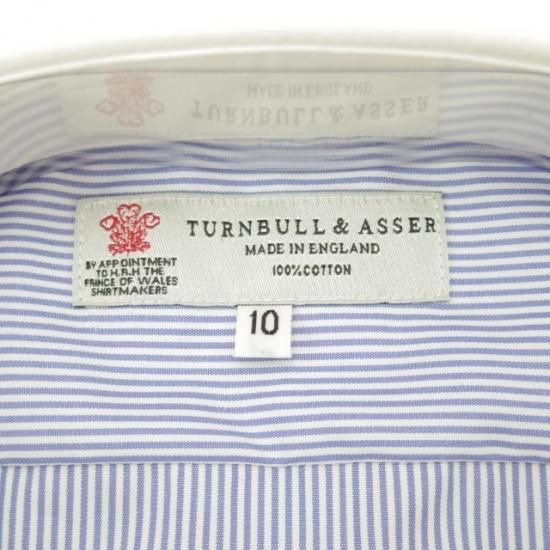 MADE IN ENGLAND
TURNBULL & ASSER
TURNBULL & ASSER
MADE IN ENGLAND
100% COTTON
BY APPOINTMENT
TO H.R.H THE
PRINCE OF WALES
SHIRTMAKERS
10